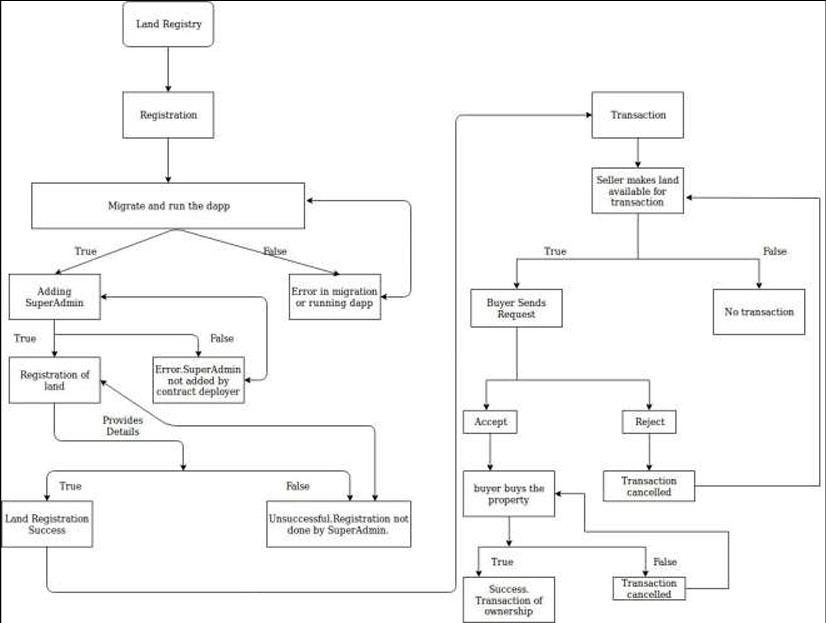 Land Registry
Registration
Migrate and run the dapp
True
False
Adding
SuperAdmin
Error in migration
or running dapp
True
False
Registration of
land
Error.SuperAdmin
not added by
contract deployer
Provides
Details
True
False
Land Registration
Success
Unsuccessful.Registration not
done by SuperAdmin.
Transaction
Seller makes land
available for
transaction
True
False
Buyer Sends
Request
No transaction
Accept
Reject
buyer buys the
property
Transaction
cancelled
True
False
Success.
Transaction of
ownership
Transaction
cancelled